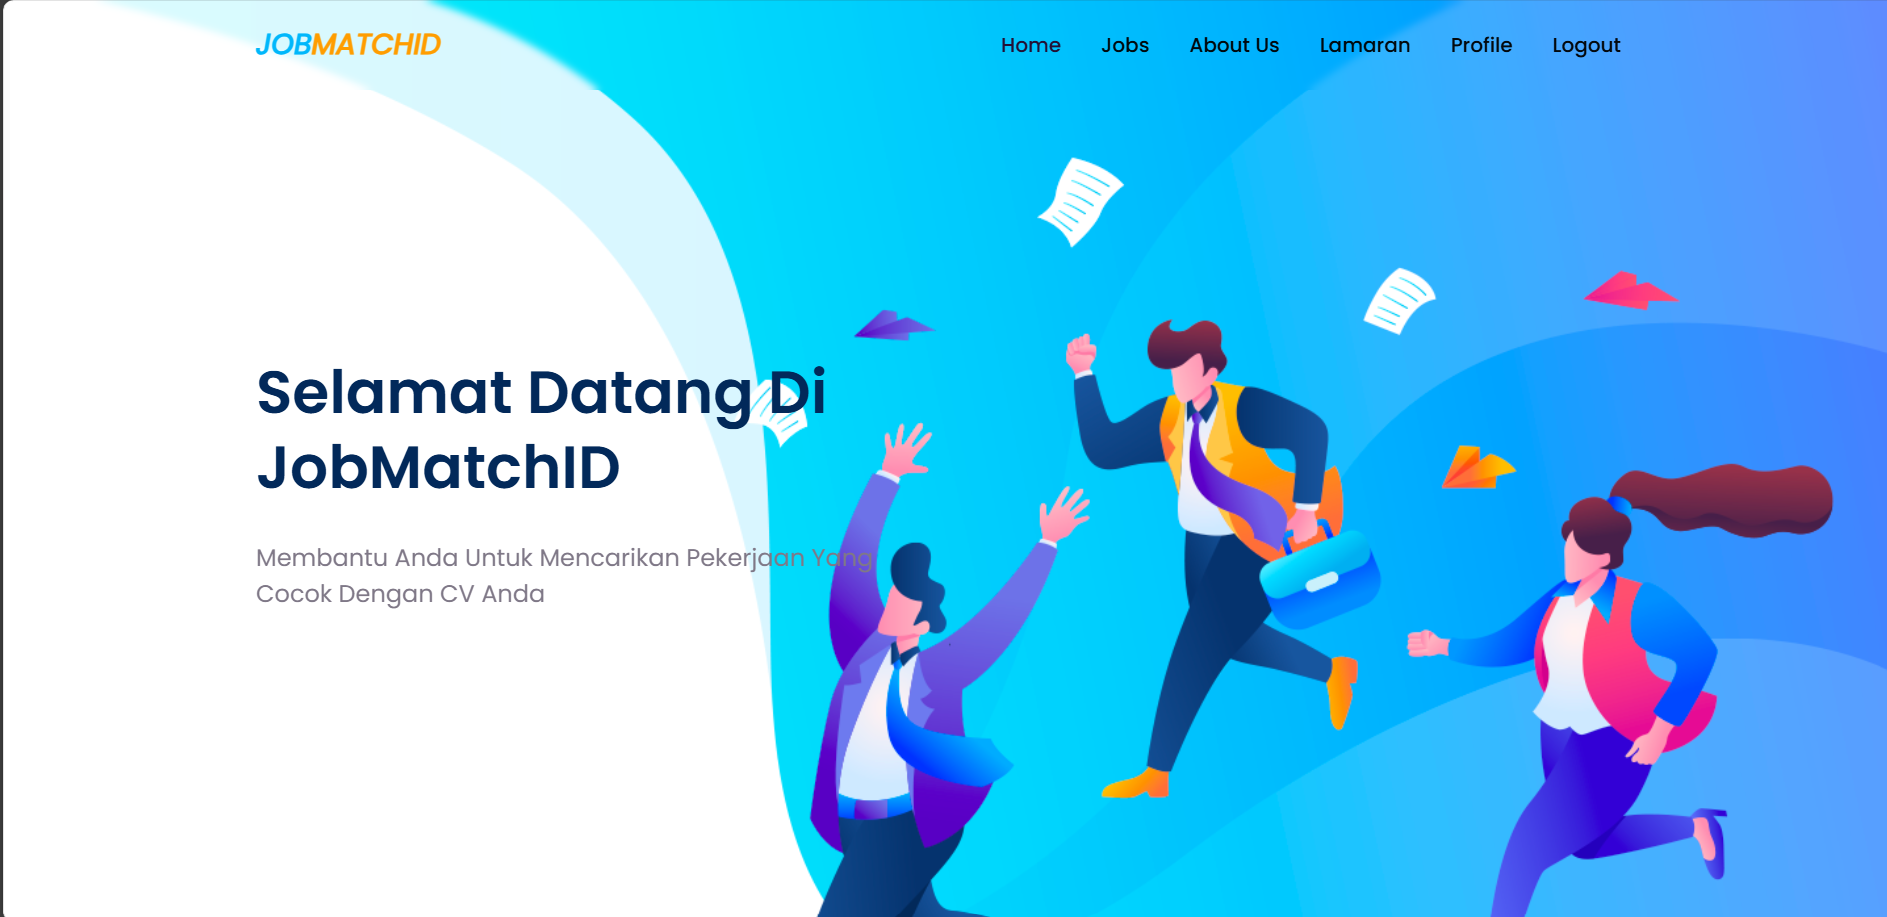 JOBMATCHID
Home Jobs About Us Lamaran Profile Logout
Selamat Datang Di
JobMatchID
Membantu Anda Untuk Mencarikan Pekerjaan Yang
Cocok Dengan CV Anda